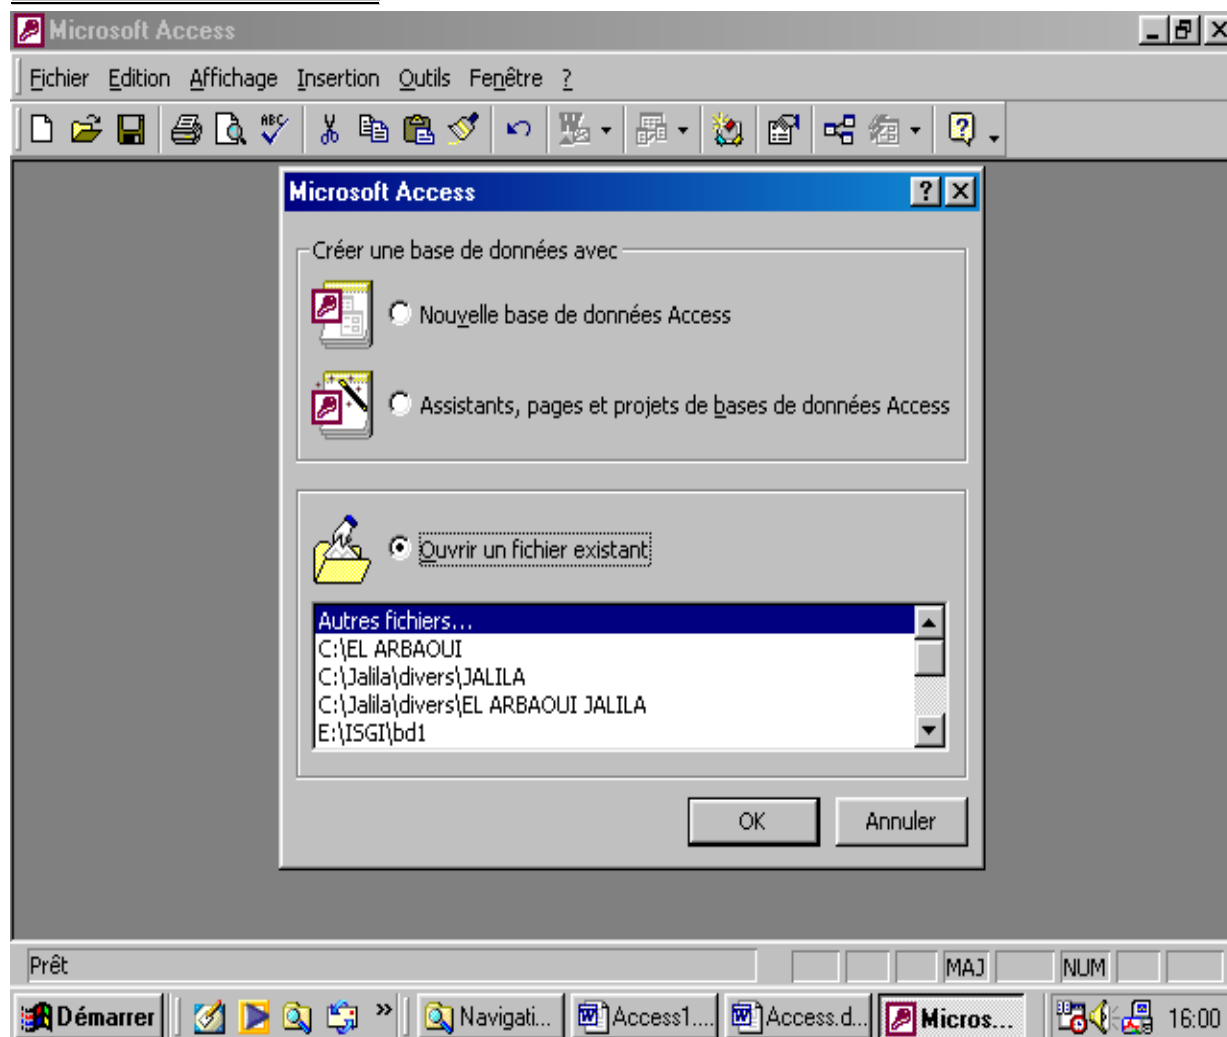 Microsoft Access
Fichier Edition Affichage Insertion Outils Fenêtre ?
ABC
Microsoft Access
Créer une base de données avec
Nouvelle base de données Access
Assistants, pages et projets de bases de données Access
Ouvrir un fichier existant
Autres fichiers...
C:\EL ARBAOUI
C:\Jalila\divers\JALILA
C:\Jalila\divers\EL ARBAOUI JALILA
E:\ISGI\bd1
OK Annuler
Prêt MAJ NUM
Démarrer » Navigati... Access1.... Access.d... Micros... 16:00